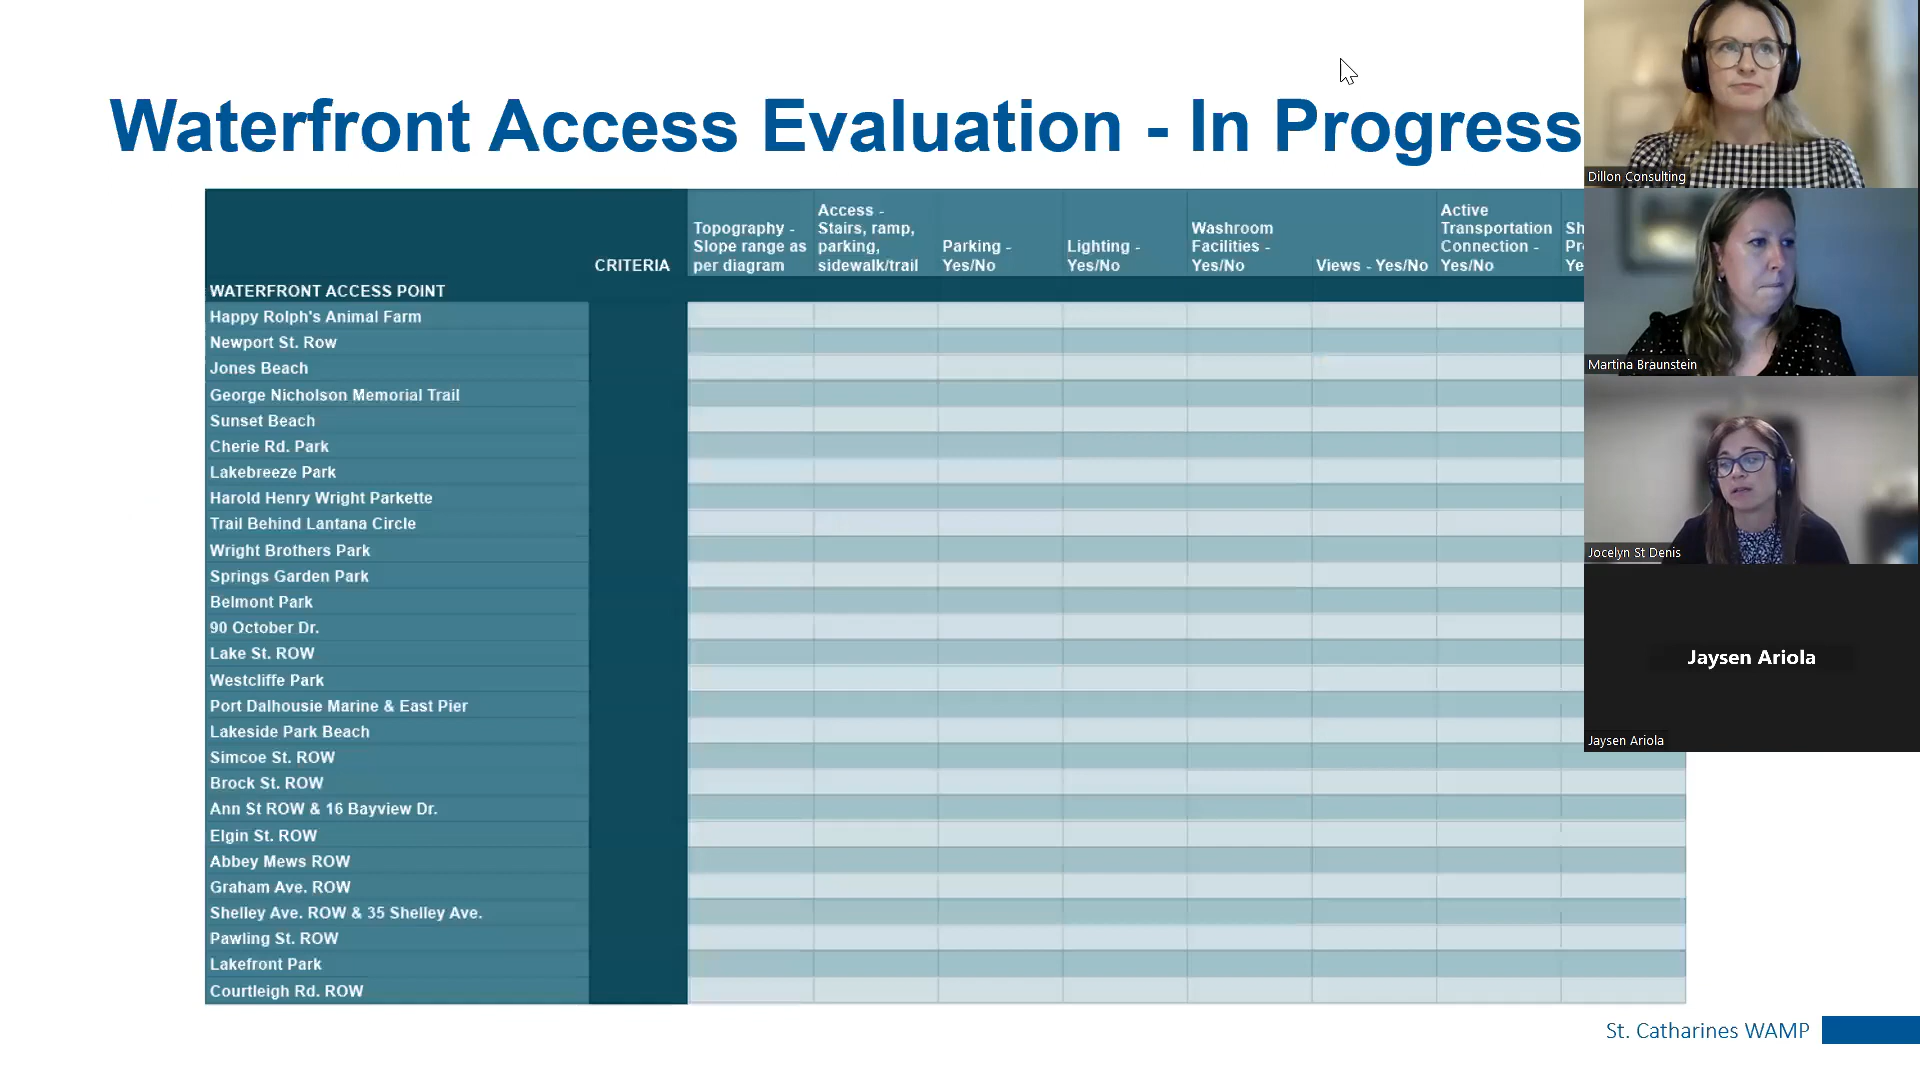 Waterfront Access Evaluation - In Progress
CRITERIA
Topography -
Slope range as
per diagram
Access -
Stairs, ramp,
parking,
sidewalk/trail
Parking -
Yes/No
Lighting -
Yes/No
Washroom
Facilities -
Yes/No
Views - Yes/No
Active
Transportation
Connection -
Yes/No
WATERFRONT ACCESS POINT
Happy Rolph's Animal Farm
Newport St. Row
Jones Beach
George Nicholson Memorial Trail
Sunset Beach
Cherie Rd. Park
Lakebreeze Park
Harold Henry Wright Parkette
Trail Behind Lantana Circle
Wright Brothers Park
Springs Garden Park
Belmont Park
90 October Dr.
Lake St. ROW
Westcliffe Park
Port Dalhousie Marine & East Pier
Lakeside Park Beach
Simcoe St. ROW
Brock St. ROW
Ann St ROW & 16 Bayview Dr.
Elgin St. ROW
Abbey Mews ROW
Graham Ave. ROW
Shelley Ave. ROW & 35 Shelley Ave.
Pawling St. ROW
Lakefront Park
Courtleigh Rd. ROW
Dillon Consulting
Martina Braunstein
Jocelyn St Denis
Jaysen Ariola
Jaysen Ariola
St. Catharines WAMP